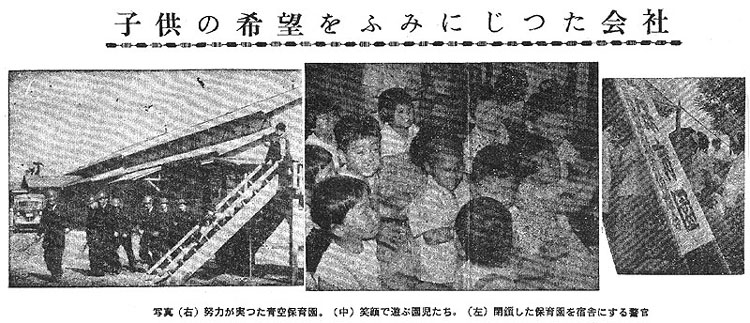 子供の希望をふみにじつた会社
写真（右）努力が実つた青空保育園。（中）笑顔で遊ぶ園児たち。（左）閉鎖した保育園を宿舎にする警官